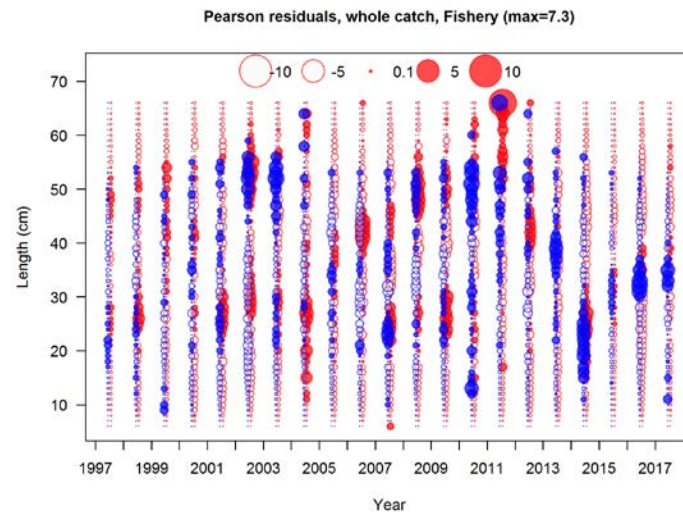 Pearson residuals, whole catch, Fishery (max=7.3)
-10 -5 0.1 5 10
70
60
50
40
30
20
10
Length (cm)
1997 1999 2001 2003 2005 2007 2009 2011 2013 2015 2017
Year